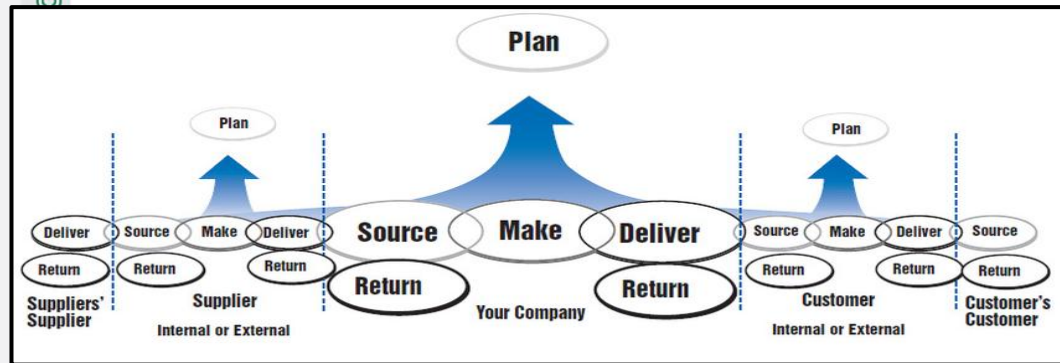 Plan
Plan
Plan
Deliver Source Make Deliver Source Make Deliver Source Make Deliver Source
Return Return Return Return Return Return Return Return
Suppliers' Supplier
Supplier
Internal or External
Your Company
Customer
Internal or External
Customer's Customer